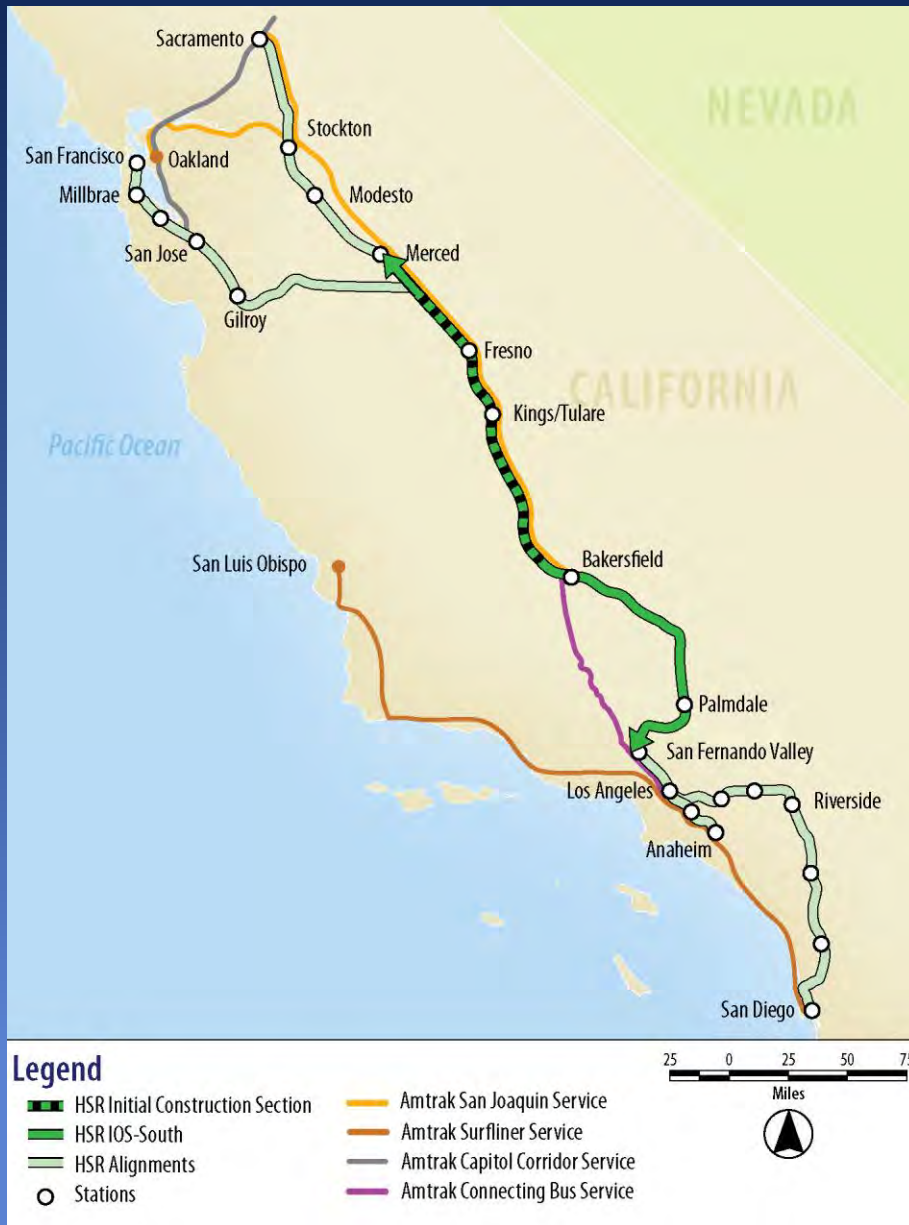 Sacramento
NEVADA
Stockton
San Francisco
Oakland
Millbrae
Modesto
San Jose
Merced
Gilroy
Fresno
CALIFORNIA
Kings/Tulare
Pacific Ocean
San Luis Obispo
Bakersfield
Palmdale
San Fernando Valley
Los Angeles
Riverside
Anaheim
San Diego
Legend
HSR Initial Construction Section
HSR IOS-South
HSR Alignments
Stations
Amtrak San Joaquin Service
Amtrak Surfliner Service
Amtrak Capitol Corridor Service
Amtrak Connecting Bus Service
25 0 25 50 75
Miles